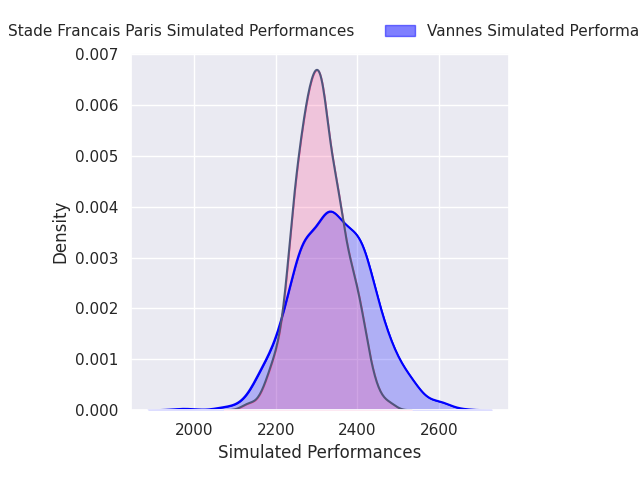 Stade Francais Paris Simulated Performances Vannes Simulated Performa
0.007
0.006
0.005
0.004
0.003
0.002
0.001
0.000
Density
2000 2200 2400 2600
Simulated Performances